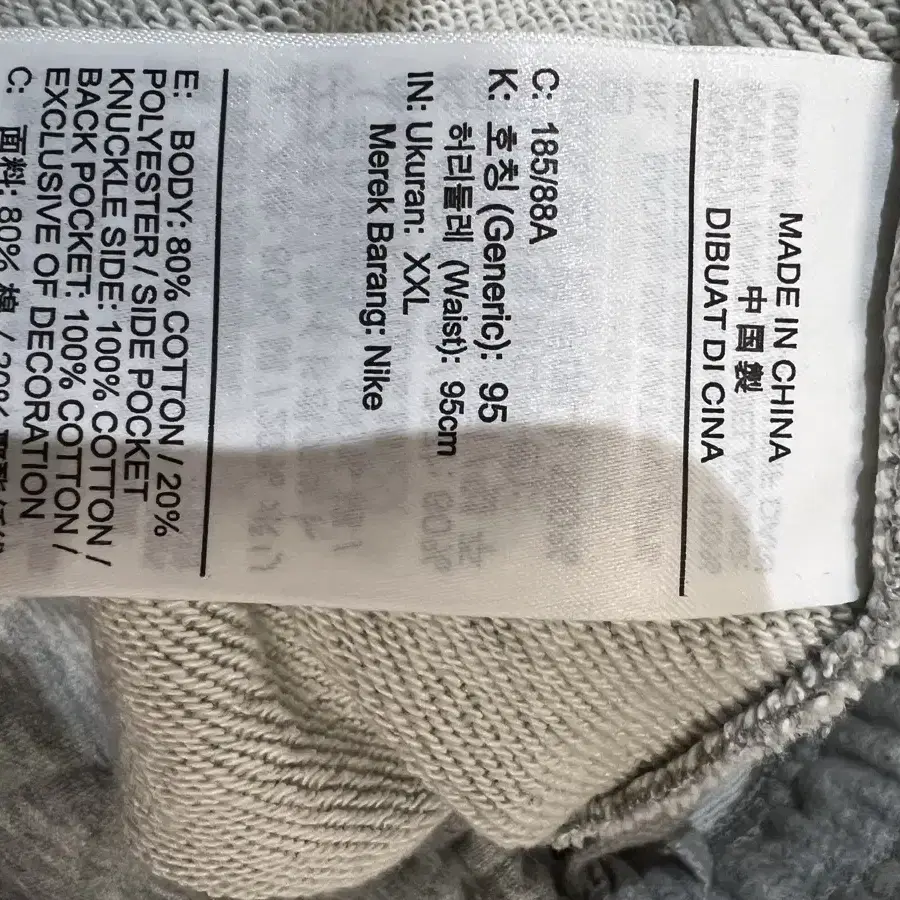 MADE IN CHINA
中国製
DIBUAT DI CINA
C: 185/88A
K: 호칭 (Generic): 95
허리둘레 (Waist): 95cm
IN: Ukuran: XXL
Merek Barang: Nike
E: BODY: 80% COTTON / 20%
POLYESTER / SIDE POCKET
KNUCKLE SIDE: 100% COTTON /
BACK POCKET: 100% COTTON /
EXCLUSIVE OF DECORATION
C: 面料: 80% 棉 / 20%